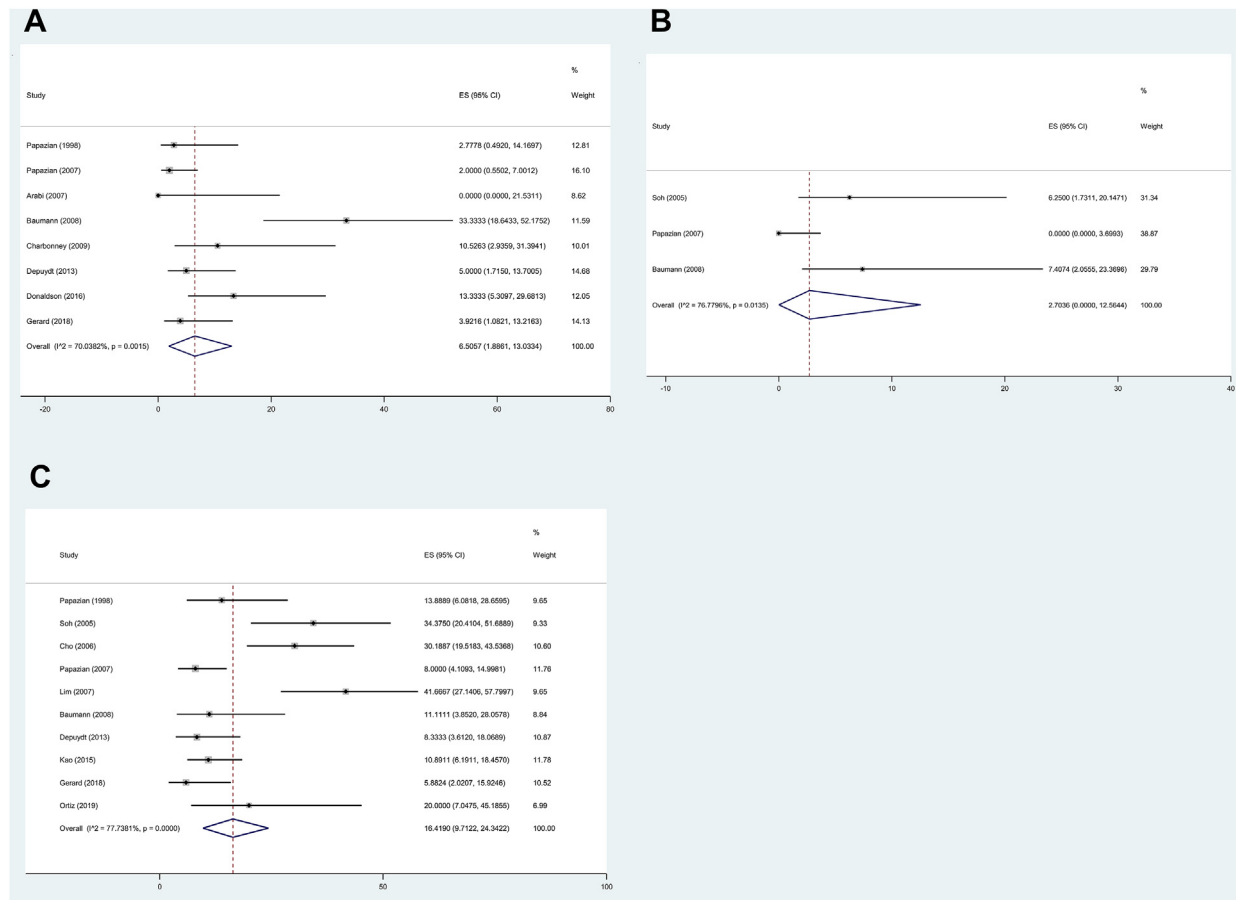 A
%
Study ES (95% CI) Weight
Papazian (1998) 2.7778 (0.4920, 14.1697) 12.81
Papazian (2007) 2.0000 (0.5502, 7.0012) 16.10
Arabi (2007) 0.0000 (0.0000, 21.5311) 8.62
Baumann (2008) 33.3333 (18.6433, 52.1752) 11.59
Charbonney (2009) 10.5263 (2.9359, 31.3941) 10.01
Depuydt (2013) 5.0000 (1.7150, 13.7005) 14.68
Donaldson (2016) 13.3333 (5.3097, 29.6813) 12.05
Gerard (2018) 3.9216 (1.0821, 13.2163) 14.13
Overall (I^2 = 70.0382%, p = 0.0015) 6.5057 (1.8861, 13.0334) 100.00
-20 0 20 40 60 80
B
%
Study ES (95% CI) Weight
Soh (2005) 6.2500 (1.7311, 20.1471) 31.34
Papazian (2007) 0.0000 (0.0000, 3.6993) 38.87
Baumann (2008) 7.4074 (2.0555, 23.3696) 29.79
Overall (I^2 = 76.7796%, p = 0.0135) 2.7036 (0.0000, 12.5644) 100.00
-10 0 10 20 30 40
C
%
Study ES (95% CI) Weight
Papazian (1998) 13.8889 (6.0818, 28.6595) 9.65
Soh (2005) 34.3750 (20.4104, 51.6889) 9.33
Cho (2006) 30.1887 (19.5183, 43.5368) 10.60
Papazian (2007) 8.0000 (4.1093, 14.9981) 11.76
Lim (2007) 41.6667 (27.1406, 57.7997) 9.65
Baumann (2008) 11.1111 (3.8520, 28.0578) 8.84
Depuydt (2013) 8.3333 (3.6120, 18.0689) 10.87
Kao (2015) 10.8911 (6.1911, 18.4570) 11.78
Gerard (2018) 5.8824 (2.0207, 15.9246) 10.52
Ortiz (2019) 20.0000 (7.0475, 45.1855) 6.99
Overall (I^2 = 77.7381%, p = 0.0000) 16.4190 (9.7122, 24.3422) 100.00
0 50 100